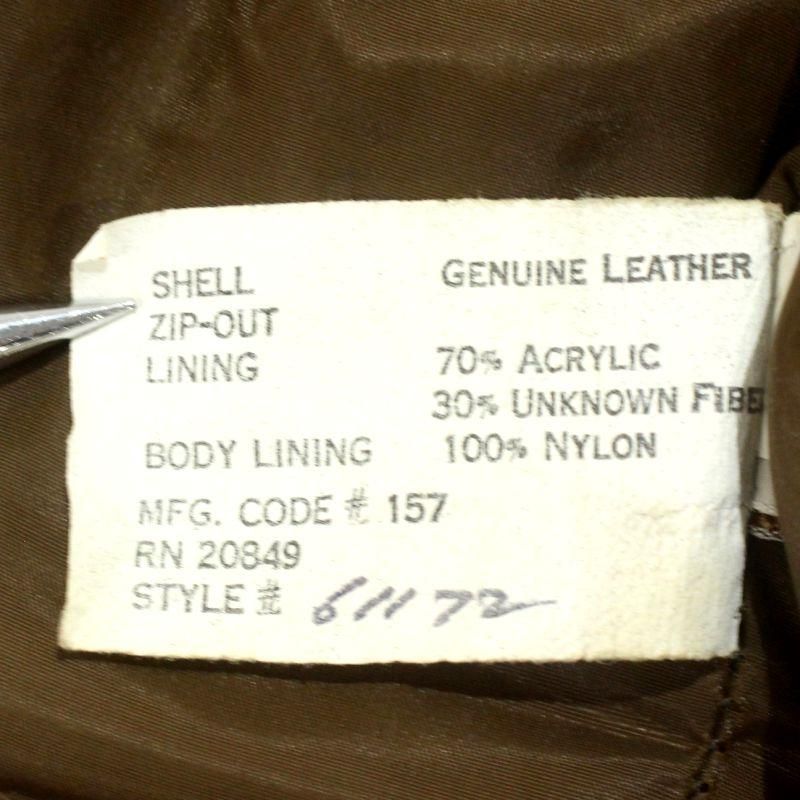 SHELL GENUINE LEATHER
ZIP-OUT
LINING 70% ACRYLIC
30% UNKNOWN FIBE
BODY LINING 100% NYLON
MFG. CODE # 157
RN 20849
STYLE # 61172